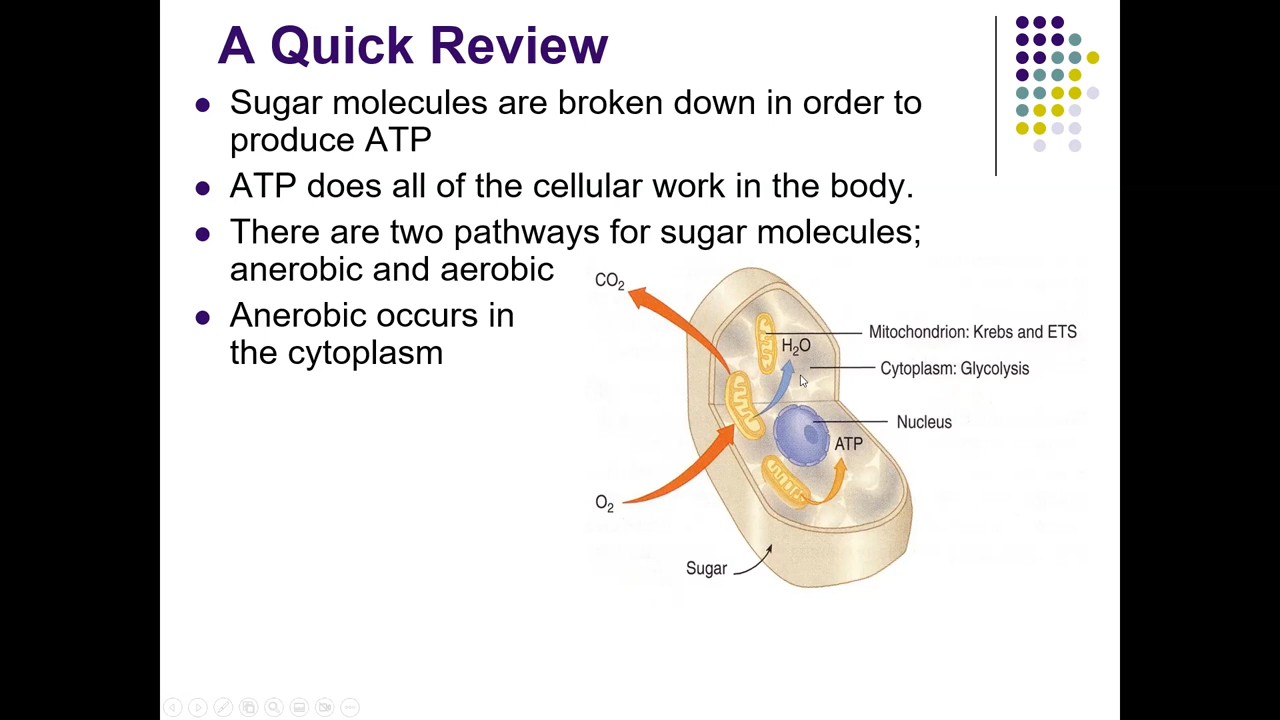 A Quick Review
Sugar molecules are broken down in order to
produce ATP
ATP does all of the cellular work in the body.
There are two pathways for sugar molecules;
anerobic and aerobic
Anerobic occurs in
the cytoplasm
CO₂
Mitochondrion: Krebs and ETS
H₂O
Cytoplasm: Glycolysis
Nucleus
ATP
O₂
Sugar